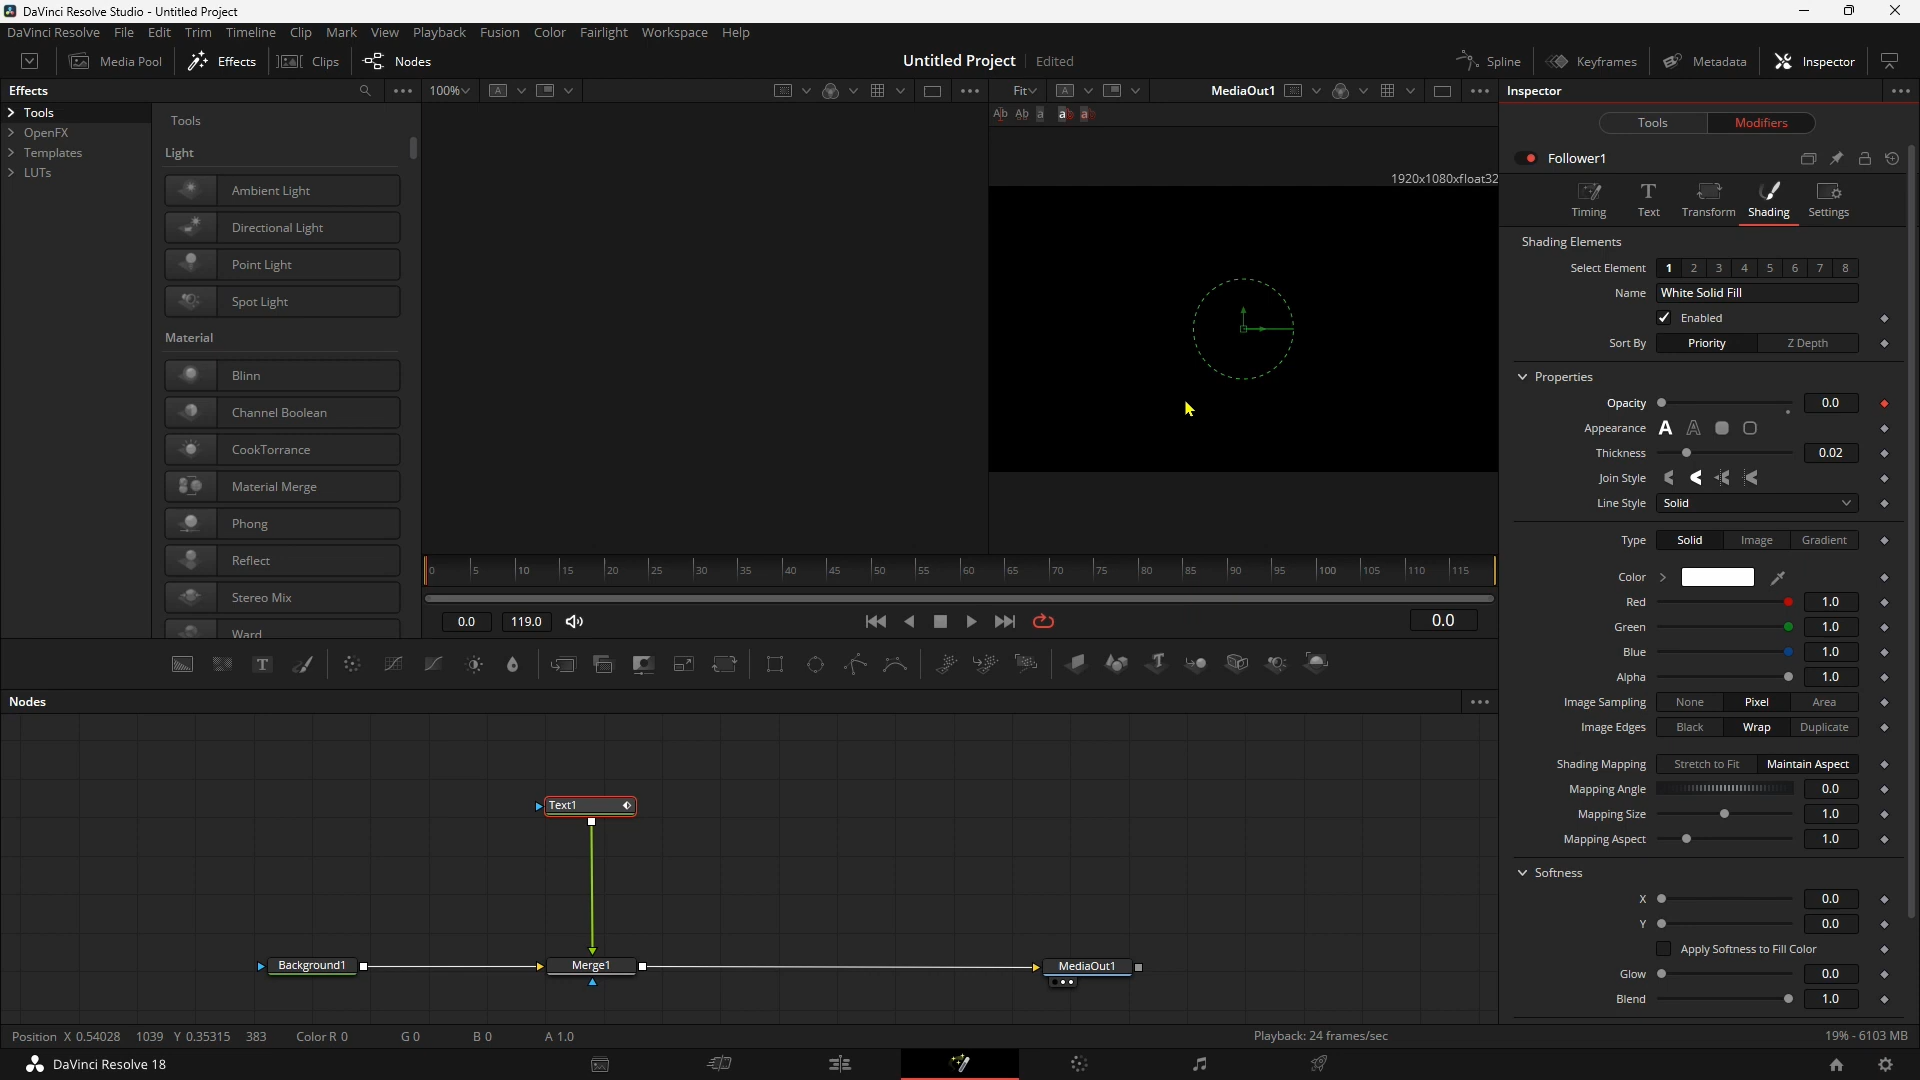 DaVinci Resolve Studio - Untitled Project
DaVinci Resolve File Edit Trim Timeline Clip Mark View Playback Fusion Color Fairlight Workspace Help
Media Pool Effects Clips Nodes Untitled Project Edited Spline Keyframes Metadata Inspector
Effects 100% A Fit A MediaOut1 Inspector
Tools
OpenFX
Templates
LUTs
Tools
Light
Ambient Light
Directional Light
Point Light
Spot Light
Material
Blinn
Channel Boolean
CookTorrance
Material Merge
Phong
Reflect
Stereo Mix
Ward
Ab Ab a a a
1920x1080xfloat32
0 5 10 15 20 25 30 35 40 45 50 55 60 65 70 75 80 85 90 95 100 105 110 115
0.0 119.0 0.0
T T
Nodes
Text1
Background1 Merge1 MediaOut1
Tools Modifiers
Follower1
Timing Text Transform Shading Settings
Shading Elements
Select Element 1 2 3 4 5 6 7 8
Name White Solid Fill
Enabled
Sort By Priority Z Depth
Properties
Opacity 0.0
Appearance A A
Thickness 0.02
Join Style
Line Style Solid
Type Solid Image Gradient
Color
Red 1.0
Green 1.0
Blue 1.0
Alpha 1.0
Image Sampling None Pixel Area
Image Edges Black Wrap Duplicate
Shading Mapping Stretch to Fit Maintain Aspect
Mapping Angle 0.0
Mapping Size 1.0
Mapping Aspect 1.0
Softness
X 0.0
Y 0.0
Apply Softness to Fill Color
Glow 0.0
Blend 1.0
Position X 0.54028 1039 Y 0.35315 383 Color R 0 G 0 B 0 A 1.0 Playback: 24 frames/sec 19% - 6103 MB
DaVinci Resolve 18